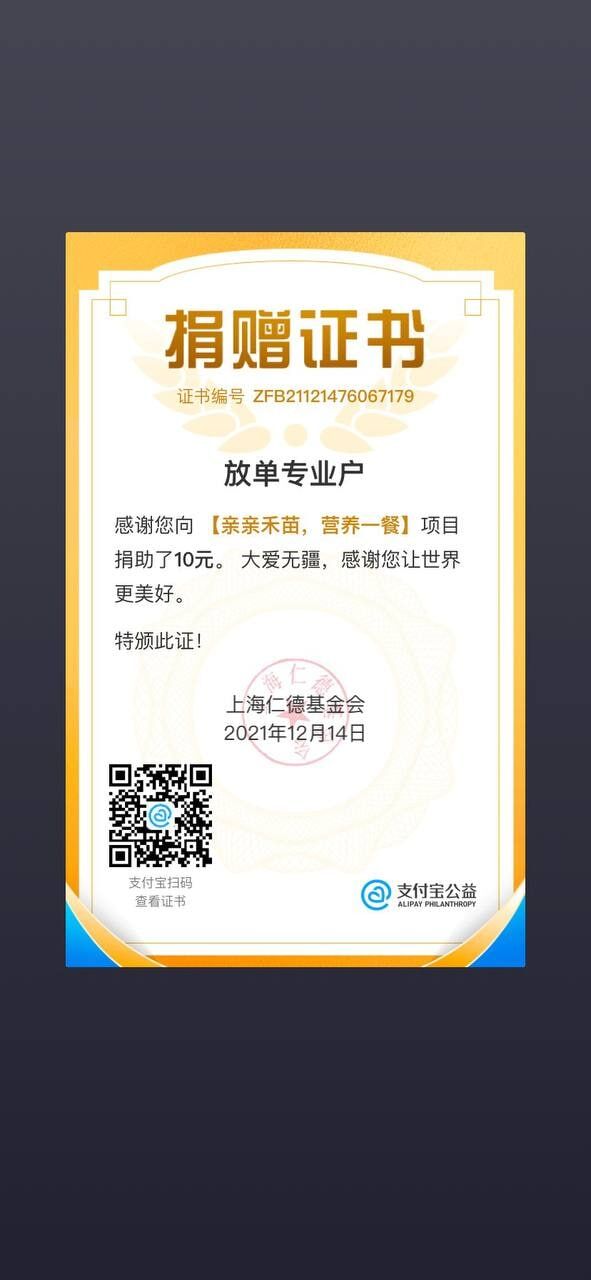 捐赠证书
证书编号 ZFB21121476067179
放单专业户
感谢您向 【亲亲禾苗，营养一餐】项目
捐助了10元。 大爱无疆，感谢您让世界
更美好。
特颁此证！
上海仁德基金会
2021年12月14日
支付宝扫码
查看证书
支付宝公益
ALIPAY PHILANTHROPY